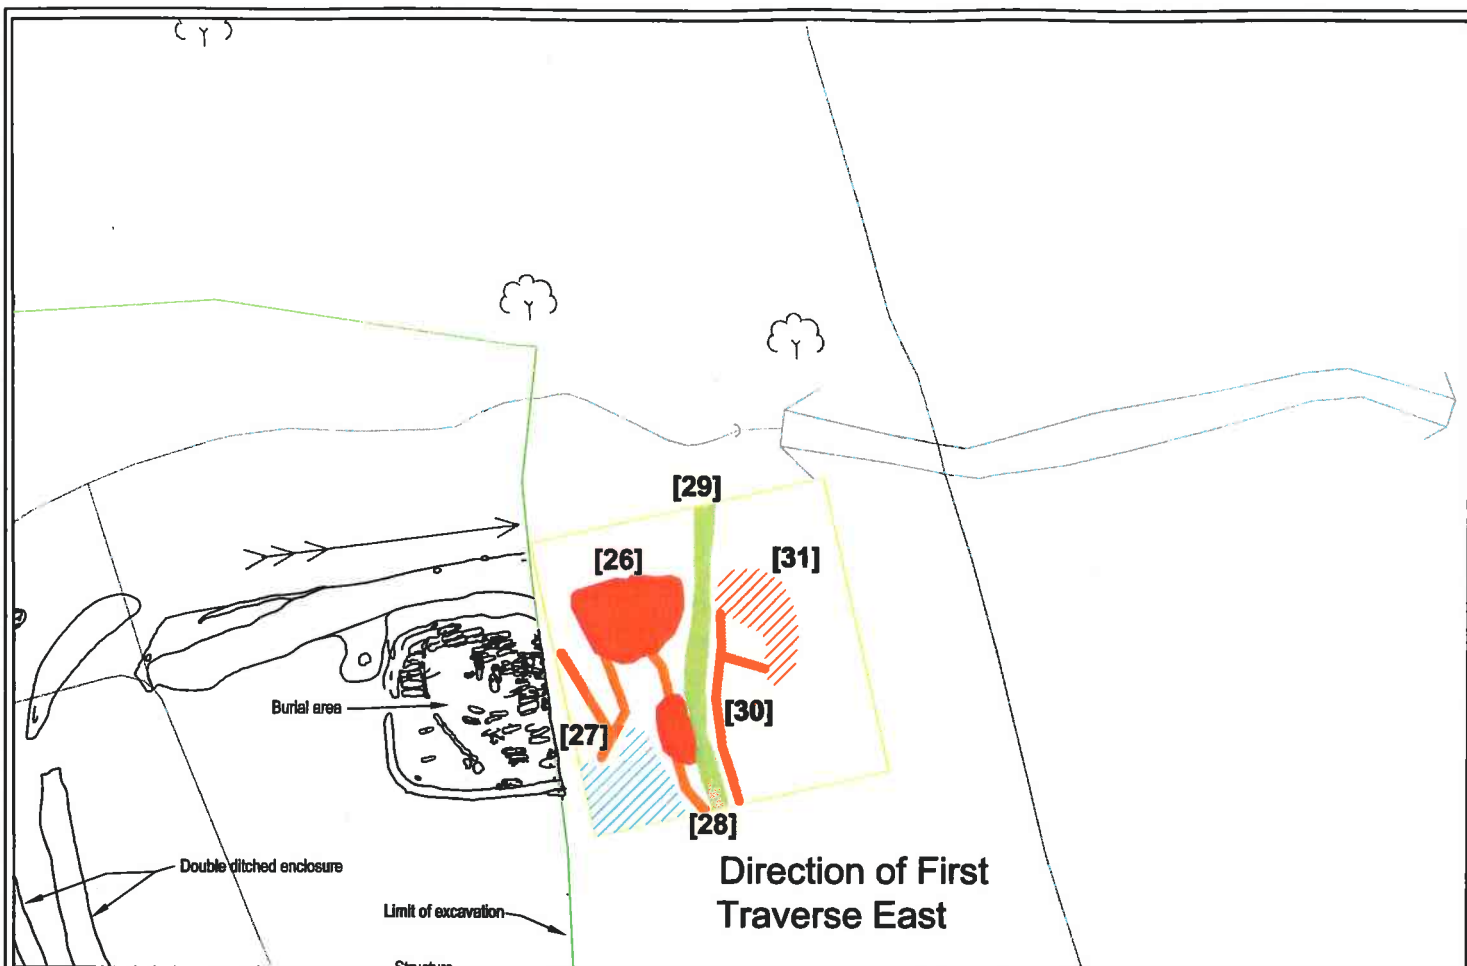 [29]
[26]
[31]
Burial area
[30]
[27]
[28]
Double ditched enclosure
Direction of First
Traverse East
Limit of excavation
Structure